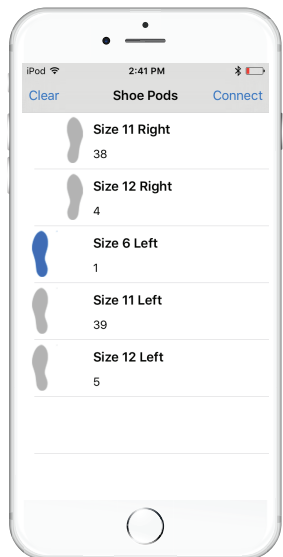 iPod 2:41 PM
Clear Shoe Pods Connect
Size 11 Right
38
Size 12 Right
4
Size 6 Left
1
Size 11 Left
39
Size 12 Left
5